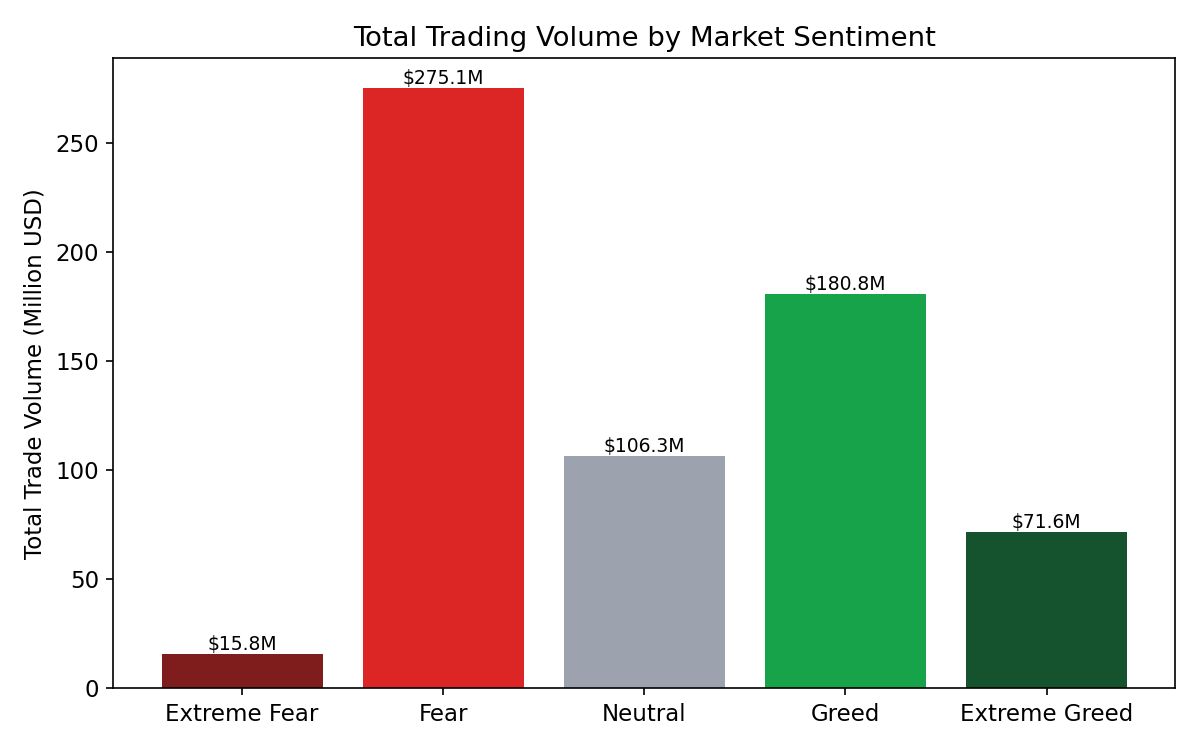 Total Trading Volume by Market Sentiment
Total Trade Volume (Million USD)
250
200
150
100
50
0
$15.8M
$275.1M
$106.3M
$180.8M
$71.6M
Extreme Fear
Fear
Neutral
Greed
Extreme Greed